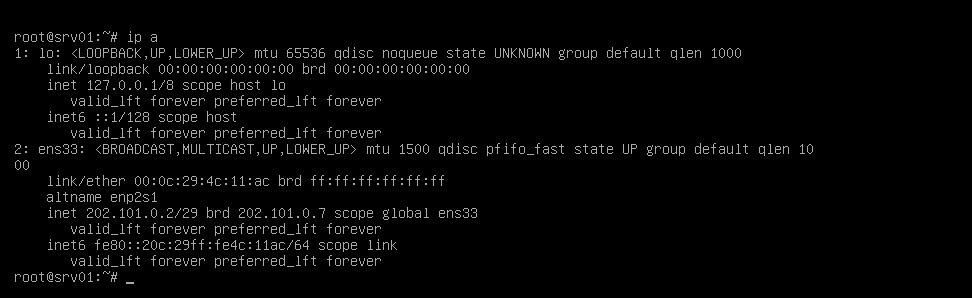 root@srv01:~# ip a
1: lo: <LOOPBACK,UP,LOWER_UP> mtu 65536 qdisc noqueue state UNKNOWN group default qlen 1000
    link/loopback 00:00:00:00:00:00 brd 00:00:00:00:00:00
    inet 127.0.0.1/8 scope host lo
       valid_lft forever preferred_lft forever
    inet6 ::1/128 scope host
       valid_lft forever preferred_lft forever
2: ens33: <BROADCAST,MULTICAST,UP,LOWER_UP> mtu 1500 qdisc pfifo_fast state UP group default qlen 10
00
    link/ether 00:0c:29:4c:11:ac brd ff:ff:ff:ff:ff:ff
    altname enp2s1
    inet 202.101.0.2/29 brd 202.101.0.7 scope global ens33
       valid_lft forever preferred_lft forever
    inet6 fe80::20c:29ff:fe4c:11ac/64 scope link
       valid_lft forever preferred_lft forever
root@srv01:~# _